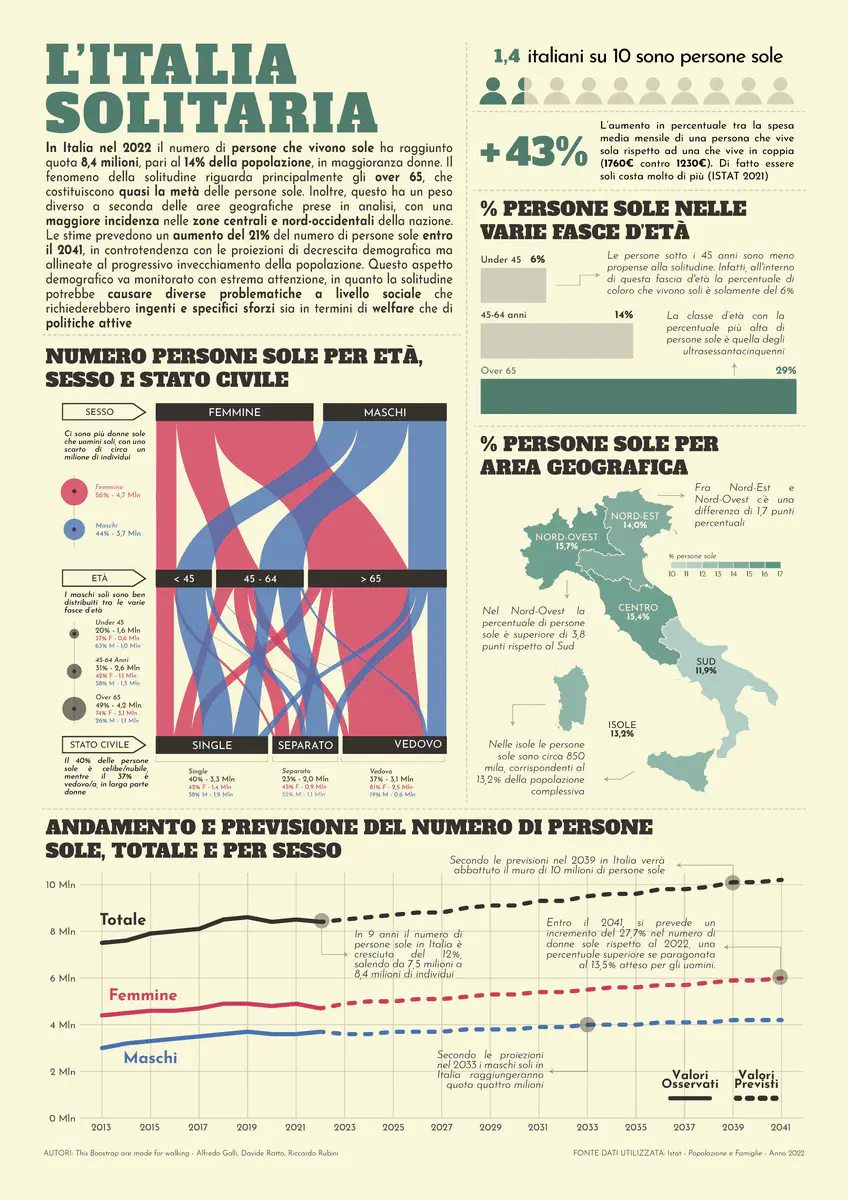 L'ITALIA
SOLITARIA
In Italia nel 2022 il numero di persone che vivono sole ha raggiunto
quota 8,4 milioni, pari al 14% della popolazione, in maggioranza donne. Il
fenomeno della solitudine riguarda principalmente gli over 65, che
costituiscono quasi la metà delle persone sole. Inoltre, questo ha un peso
diverso a seconda delle aree geografiche prese in analisi, con una
maggiore incidenza nelle zone centrali e nord-occidentali della nazione.
Le stime prevedono un aumento del 21% del numero di persone sole entro
il 2041, in controtendenza con le proiezioni di decrescita demografica ma
allineate al progressivo invecchiamento della popolazione. Questo aspetto
demografico va monitorato con estrema attenzione, in quanto la solitudine
potrebbe causare diverse problematiche a livello sociale che
richiederebbero ingenti e specifici sforzi sia in termini di welfare che di
politiche attive
1,4 italiani su 10 sono persone sole
+43%
L'aumento in percentuale tra la spesa
media mensile di una persona che vive
sola rispetto ad una che vive in coppia
(1760€ contro 1230€). Di fatto essere
soli costa molto di più (ISTAT 2021)
% PERSONE SOLE NELLE
VARIE FASCE D'ETÀ
Under 45 6%
Le persone sotto i 45 anni sono meno
propense alla solitudine. Infatti, all'interno
di questa fascia d'età la percentuale di
coloro che vivono soli è solamente del 6%
45-64 anni 14%
La classe d'età con la
percentuale più alta di
persone sole è quella degli
ultrasessantacinquenni
Over 65 29%
NUMERO PERSONE SOLE PER ETÀ,
SESSO E STATO CIVILE
SESSO
FEMMINE
MASCHI
Ci sono più donne sole
che uomini soli, con uno
scarto di circa un
milione di individui
Femmine
56% - 4,7 Mln
Maschi
44% - 3,7 Mln
ETÀ
< 45
45 - 64
> 65
I maschi soli sono ben
distribuiti tra le varie
fasce d'età
Under 45
20% - 1,6 Mln
37% F - 0,6 Mln
63% M - 1,0 Mln
45-64 Anni
31% - 2,6 Mln
42% F - 1,1 Mln
58% M - 1,5 Mln
Over 65
49% - 4,2 Mln
74% F - 3,1 Mln
26% M - 1,1 Mln
STATO CIVILE
SINGLE
SEPARATO
VEDOVO
Il 40% delle persone
sole è celibe/nubile,
mentre il 37% è
vedovo/a, in larga parte
donne
Single
40% - 3,3 Mln
42% F - 1,4 Mln
58% M - 1,9 Mln
Separato
23% - 2,0 Mln
45% F - 0,9 Mln
55% M - 1,1 Mln
Vedovo
37% - 3,1 Mln
81% F - 2,5 Mln
19% M - 0,6 Mln
% PERSONE SOLE PER
AREA GEOGRAFICA
Fra Nord-Est e
Nord-Ovest c'è una
differenza di 1,7 punti
percentuali
NORD-EST
14,0%
NORD-OVEST
15,7%
% persone sole
10 11 12 13 14 15 16 17
CENTRO
15,4%
Nel Nord-Ovest la
percentuale di persone
sole è superiore di 3,8
punti rispetto al Sud
SUD
11,9%
ISOLE
13,2%
Nelle isole le persone
sole sono circa 850
mila, corrispondenti al
13,2% della popolazione
complessiva
ANDAMENTO E PREVISIONE DEL NUMERO DI PERSONE
SOLE, TOTALE E PER SESSO
Secondo le previsioni nel 2039 in Italia verrà
abbattuto il muro di 10 milioni di persone sole
10 Mln
Totale
8 Mln
In 9 anni il numero di
persone sole in Italia è
cresciuto del 12%,
salendo da 7,5 milioni a
8,4 milioni di individui
Entro il 2041 si prevede un
incremento del 27,7% nel numero di
donne sole rispetto al 2022, una
percentuale superiore se paragonata
al 13,5% attesa per gli uomini.
6 Mln
Femmine
4 Mln
Maschi
Secondo le proiezioni
nel 2033 i maschi soli in
Italia raggiungeranno
quota quattro milioni
2 Mln
Valori
Osservati
Valori
Previsti
0 Mln
2013 2015 2017 2019 2021 2023 2025 2027 2029 2031 2033 2035 2037 2039 2041
AUTORI: This Boostrap are made for walking - Alfredo Galli, Davide Ratto, Riccardo Rubini
FONTE DATI UTILIZZATA: Istat - Popolazione e Famiglie - Anno 2022